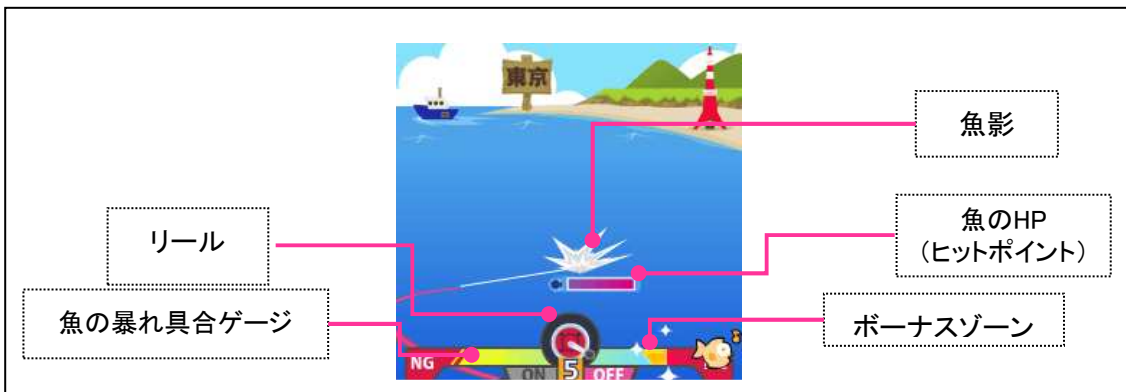 東京
魚影
魚のHP
（ヒットポイント）
リール
魚の暴れ具合ゲージ
ボーナスゾーン
NG
ON
5
OFF